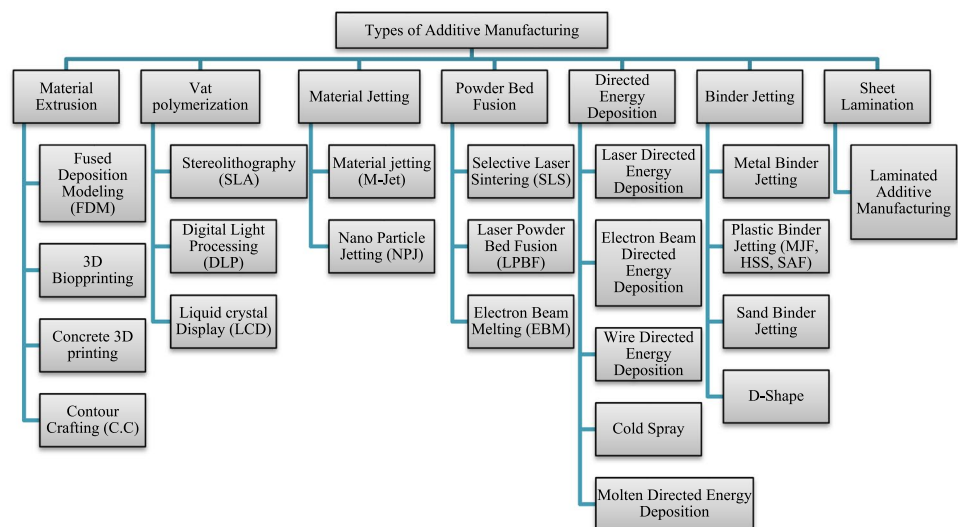 Types of Additive Manufacturing
Material
Extrusion
Fused
Deposition
Modeling
(FDM)
3D
Bioprinting
Concrete 3D
printing
Contour
Crafting (C.C)
Vat
polymerization
Stereolithography
(SLA)
Digital Light
Processing
(DLP)
Liquid crystal
Display (LCD)
Material Jetting
Material jetting
(M-Jet)
Nano Particle
Jetting (NPJ)
Powder Bed
Fusion
Selective Laser
Sintering (SLS)
Laser Powder
Bed Fusion
(LPBF)
Electron Beam
Melting (EBM)
Directed
Energy
Deposition
Laser Directed
Energy
Deposition
Electron Beam
Directed
Energy
Deposition
Wire Directed
Energy
Deposition
Cold Spray
Molten Directed Energy
Deposition
Binder Jetting
Metal Binder
Jetting
Plastic Binder
Jetting (MJF,
HSS, SAF)
Sand Binder
Jetting
D-Shape
Sheet
Lamination
Laminated
Additive
Manufacturing